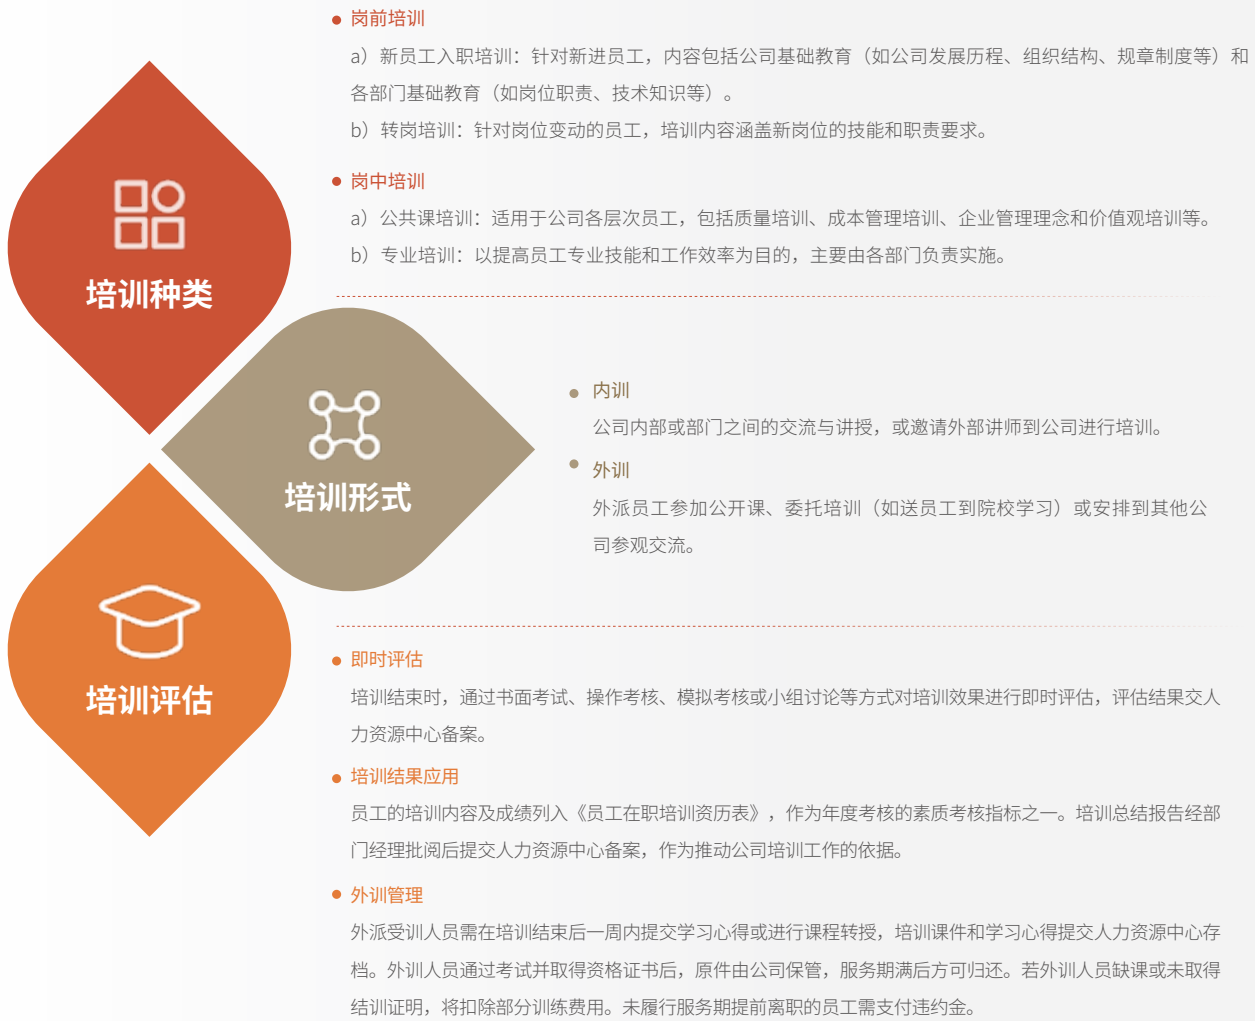 岗前培训
a）新员工入职培训：针对新进员工，内容包括公司基础教育（如公司发展历程、组织结构、规章制度等）和
各部门基础教育（如岗位职责、技术知识等）。
b）转岗培训：针对岗位变动的员工，培训内容涵盖新岗位的技能和职责要求。
岗中培训
a）公共课培训：适用于公司各层次员工，包括质量培训、成本管理培训、企业管理理念和价值观培训等。
b）专业培训：以提高员工专业技能和工作效率为目的，主要由各部门负责实施。
培训种类
内训
公司内部或部门之间的交流与讲授，或邀请外部讲师到公司进行培训。
外训
外派员工参加公开课、委托培训（如送员工到院校学习）或安排到其他公
司参观交流。
培训形式
即时评估
培训结束时，通过书面考试、操作考核、模拟考核或小组讨论等方式对培训效果进行即时评估，评估结果交人
力资源中心备案。
培训结果应用
员工的培训内容及成绩列入《员工在职培训资历表》，作为年度考核的素质考核指标之一。培训总结报告经部
门经理批阅后提交人力资源中心备案，作为推动公司培训工作的依据。
外训管理
外派受训人员需在培训结束后一周内提交学习心得或进行课程转授，培训课件和学习心得提交人力资源中心存
档。外训人员通过考试并取得资格证书后，原件由公司保管，服务期满后方可归还。若外训人员缺课或未取得
结训证明，将扣除部分训练费用。未履行服务期提前离职的员工需支付违约金。
培训评估